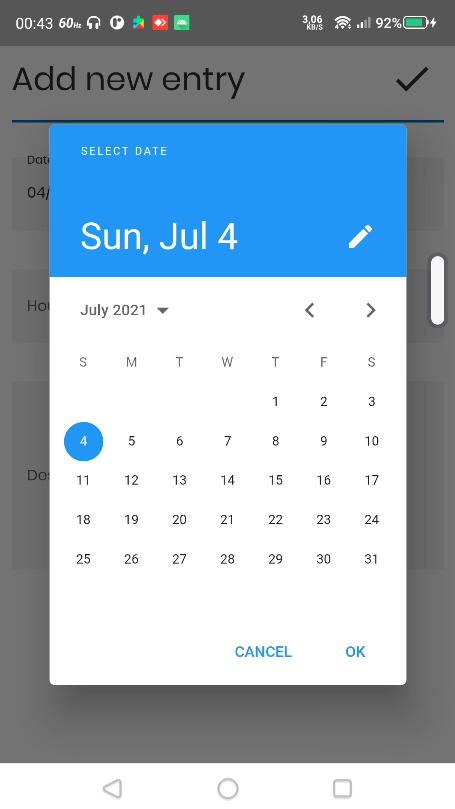 00:43 60Hz 3,06 KB/S 92%
Add new entry
SELECT DATE
Date
04/
Sun, Jul 4
July 2021
S M T W T F S
1 2 3
4 5 6 7 8 9 10
11 12 13 14 15 16 17
18 19 20 21 22 23 24
25 26 27 28 29 30 31
CANCEL OK